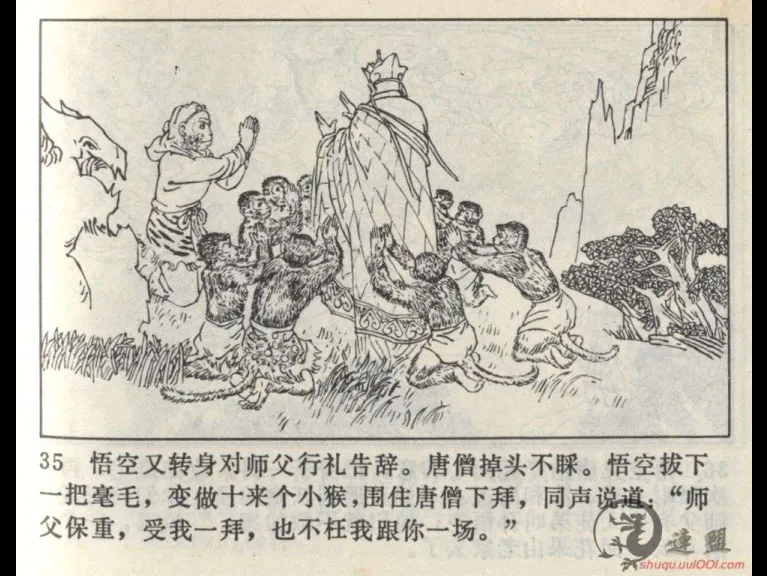 35 悟空又转身对师父行礼告辞。唐僧掉头不睬。悟空拔下
一把毫毛，变做十来个小猴，围住唐僧下拜，同声说道：“师
父保重，受我一拜，也不枉我跟你一场。”
連盟
shuqu.uu1001.com